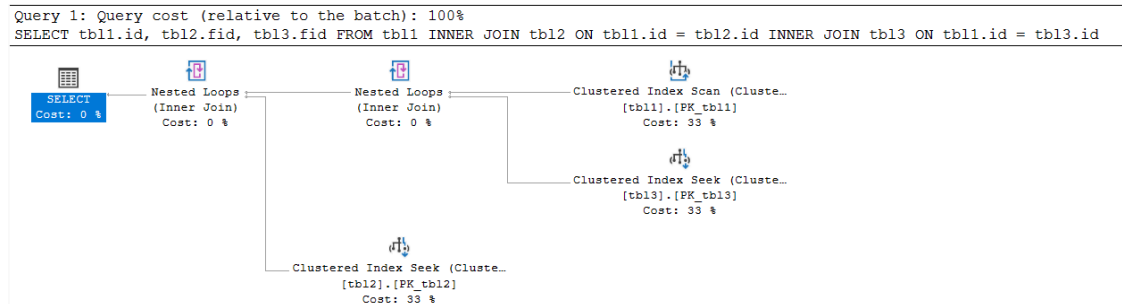 Query 1: Query cost (relative to the batch): 100%
SELECT tbl1.id, tbl2.fid, tbl3.fid FROM tbl1 INNER JOIN tbl2 ON tbl1.id = tbl2.id INNER JOIN tbl3 ON tbl1.id = tbl3.id
SELECT
Cost: 0 %
Nested Loops
(Inner Join)
Cost: 0 %
Nested Loops
(Inner Join)
Cost: 0 %
Clustered Index Scan (Cluste…
[tbl1].[PK_tbl1]
Cost: 33 %
Clustered Index Seek (Cluste…
[tbl3].[PK_tbl3]
Cost: 33 %
Clustered Index Seek (Cluste…
[tbl2].[PK_tbl2]
Cost: 33 %